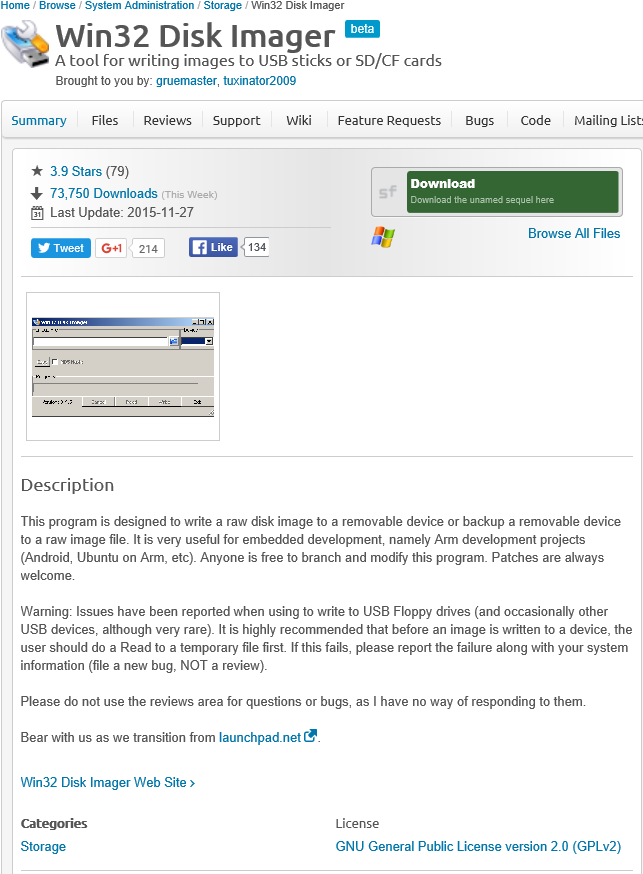 Home / Browse / System Administration / Storage / Win32 Disk Imager
Win32 Disk Imager beta
A tool for writing images to USB sticks or SD/CF cards
Brought to you by: gruemaster, tuxinator2009
Summary Files Reviews Support Wiki Feature Requests Bugs Code Mailing Lists
3.9 Stars (79)
73,750 Downloads (This Week)
31 Last Update: 2015-11-27
Tweet G+1 214 Like 134
sf Download
Download the unamed sequel here
Browse All Files
Win32 Disk Imager
Device
Progress
Cancel Read Write Exit
Description
This program is designed to write a raw disk image to a removable device or backup a removable device
to a raw image file. It is very useful for embedded development, namely Arm development projects
(Android, Ubuntu on Arm, etc). Anyone is free to branch and modify this program. Patches are always
welcome.
Warning: Issues have been reported when using to write to USB Floppy drives (and occasionally other
USB devices, although very rare). It is highly recommended that before an image is written to a device, the
user should do a Read to a temporary file first. If this fails, please report the failure along with your system
information (file a new bug, NOT a review).
Please do not use the reviews area for questions or bugs, as I have no way of responding to them.
Bear with us as we transition from launchpad.net.
Win32 Disk Imager Web Site ›
Categories
Storage
License
GNU General Public License version 2.0 (GPLv2)